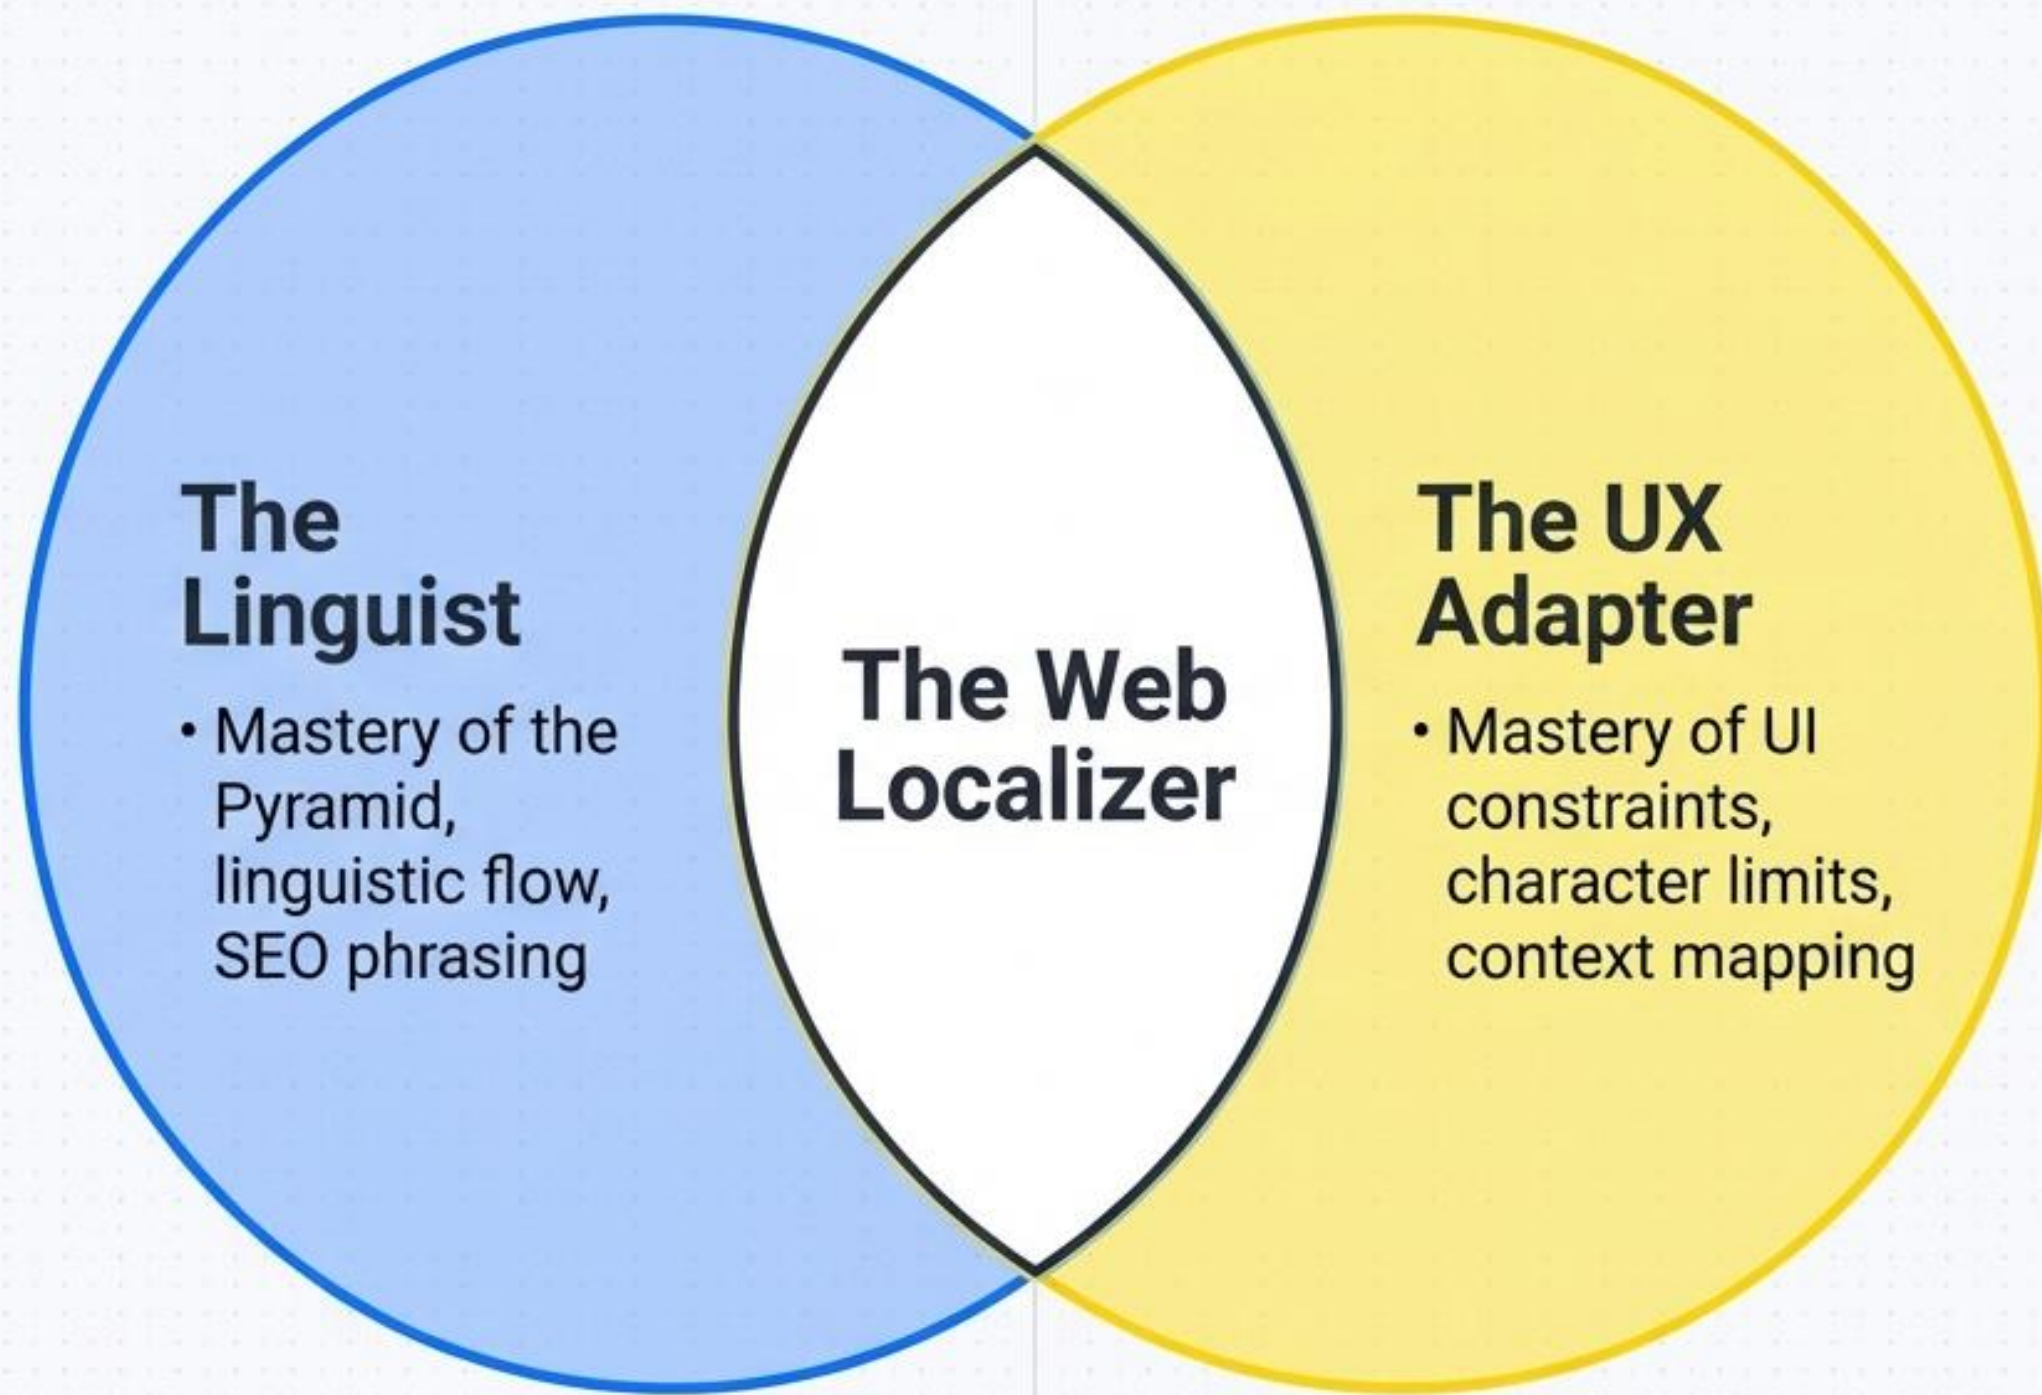 The
Linguist
• Mastery of the
Pyramid,
linguistic flow,
SEO phrasing
The Web
Localizer
The UX
Adapter
• Mastery of UI
constraints,
character limits,
context mapping